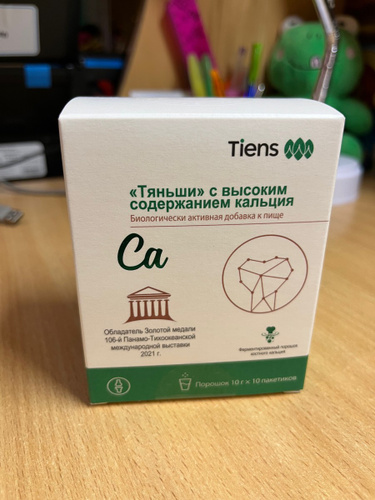 Tiens
«Тяньши» с высоким
содержанием кальция
Биологически активная добавка к пище
Ca
Обладатель Золотой медали
106-й Панамо-Тихоокеанской
международной выставки
2021 г.
Ферментированный порошок
костного кальция
Порошок 10 г × 10 пакетиков